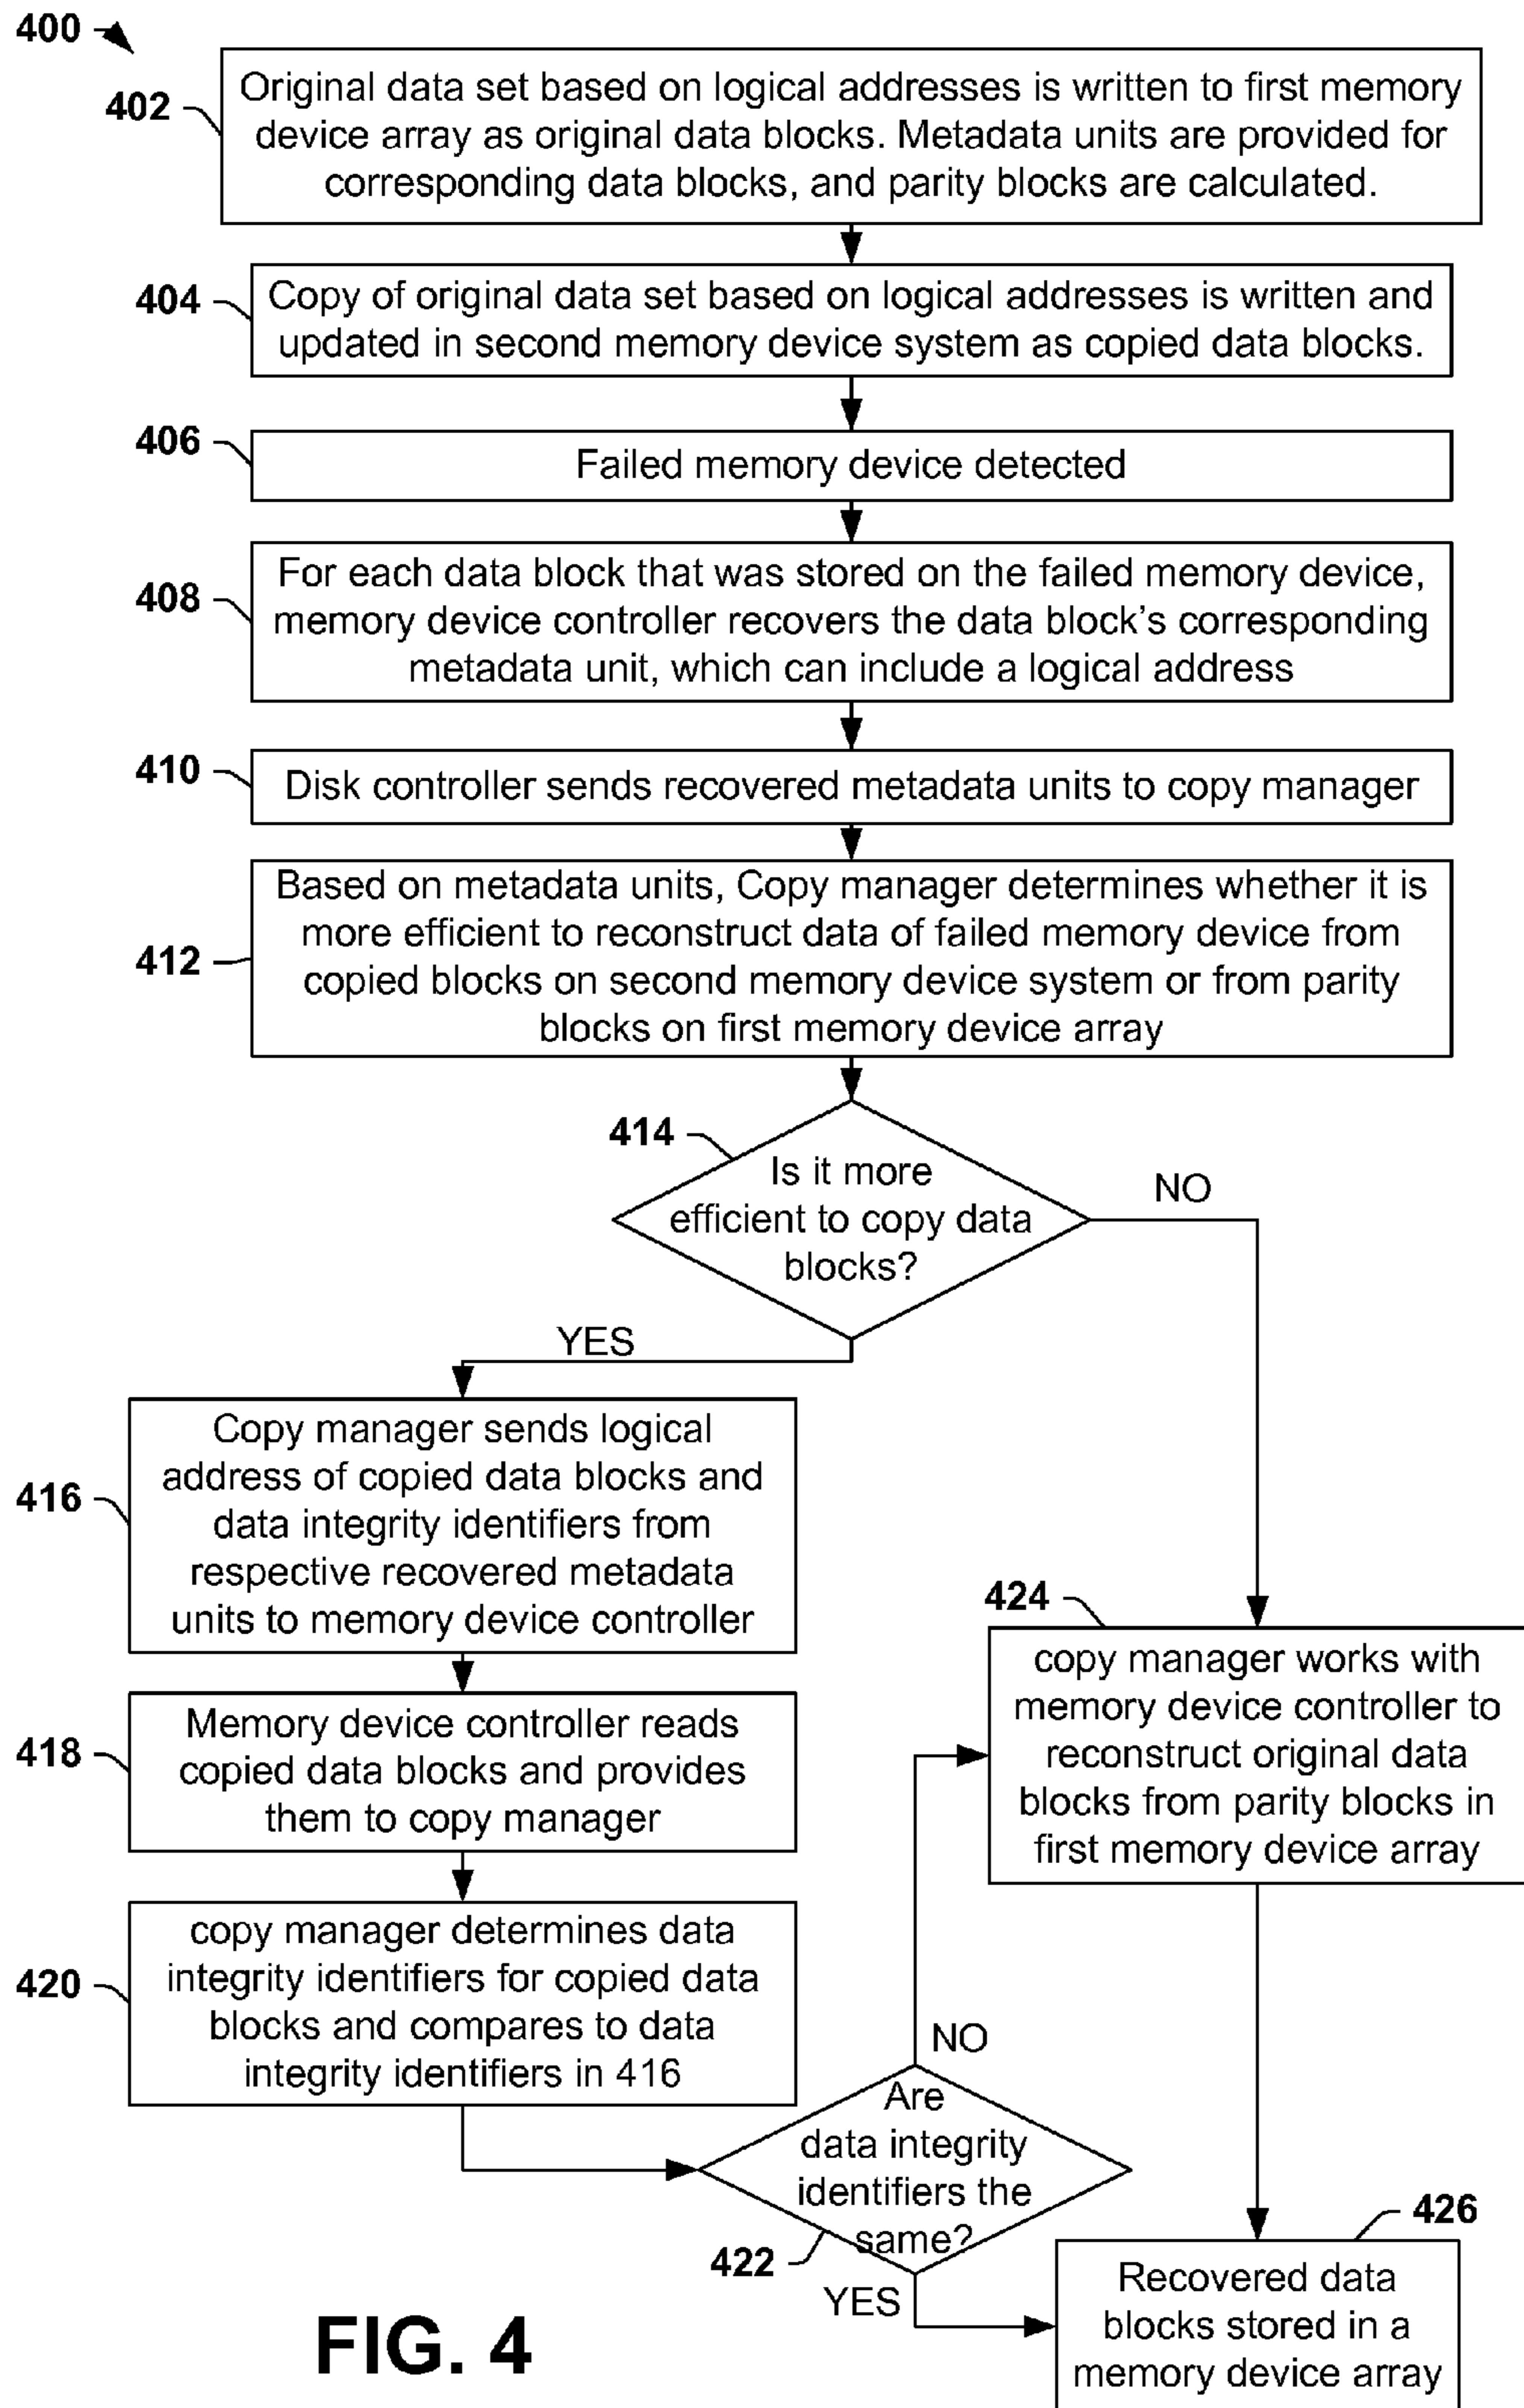 400
402
Original data set based on logical addresses is written to first memory
device array as original data blocks. Metadata units are provided for
corresponding data blocks, and parity blocks are calculated.
404
Copy of original data set based on logical addresses is written and
updated in second memory device system as copied data blocks.
406
Failed memory device detected
408
For each data block that was stored on the failed memory device,
memory device controller recovers the data block's corresponding
metadata unit, which can include a logical address
410
Disk controller sends recovered metadata units to copy manager
412
Based on metadata units, Copy manager determines whether it is
more efficient to reconstruct data of failed memory device from
copied blocks on second memory device system or from parity
blocks on first memory device array
414
Is it more
efficient to copy data
blocks?
NO
YES
416
Copy manager sends logical
address of copied data blocks and
data integrity identifiers from
respective recovered metadata
units to memory device controller
418
Memory device controller reads
copied data blocks and provides
them to copy manager
420
copy manager determines data
integrity identifiers for copied data
blocks and compares to data
integrity identifiers in 416
422
Are
data integrity
identifiers the
same?
NO
YES
424
copy manager works with
memory device controller to
reconstruct original data
blocks from parity blocks in
first memory device array
426
Recovered data
blocks stored in a
memory device array
FIG. 4